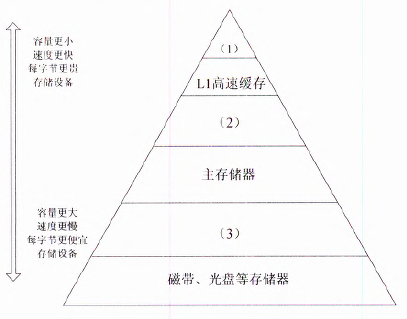 容量更小
速度更快
每字节更贵
存储设备
（1）
L1高速缓存
（2）
主存储器
容量更大
速度更慢
每字节更便宜
存储设备
（3）
磁带、光盘等存储器